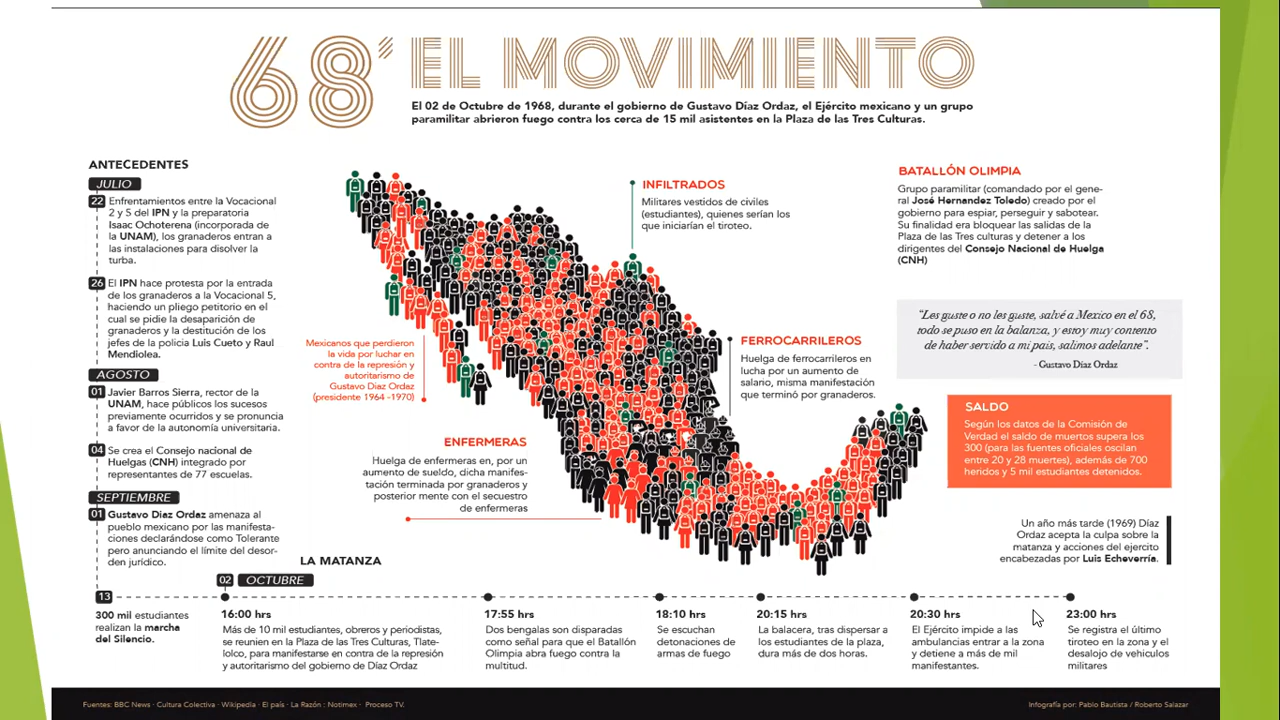 68' EL MOVIMIENTO
El 02 de Octubre de 1968, durante el gobierno de Gustavo Díaz Ordaz, el Ejército mexicano y un grupo
paramilitar abrieron fuego contra los cerca de 15 mil asistentes en la Plaza de las Tres Culturas.
ANTECEDENTES
JULIO
22 Enfrentamientos entre la Vocacional
2 y 5 del IPN y la preparatoria
Isaac Ochoterena (incorporada de
la UNAM), los granaderos entran a
las instalaciones para disolver la
turba.
26 El IPN hace protesta por la entrada
de los granaderos a la Vocacional 5,
haciendo un pliego petitorio en el
cual se pidie la desaparición de
granaderos y la destitución de los
jefes de la policia Luis Cueto y Raul
Mendiolea.
AGOSTO
01 Javier Barros Sierra, rector de la
UNAM, hace públicos los sucesos
previamente ocurridos y se pronuncia
a favor de la autonomía universitaria.
04 Se crea el Consejo nacional de
Huelgas (CNH) integrado por
representantes de 77 escuelas.
SEPTIEMBRE
01 Gustavo Diaz Ordaz amenaza al
pueblo mexicano por las manifesta-
ciones declarándose como Tolerante
pero anunciando el límite del desor-
den jurídico.
13
300 mil estudiantes
realizan la marcha
del Silencio.
INFILTRADOS
Militares vestidos de civiles
(estudiantes), quienes serían los
que iniciarían el tiroteo.
BATALLÓN OLIMPIA
Grupo paramilitar (comandado por el gene-
ral José Hernandez Toledo) creado por el
gobierno para espiar, perseguir y sabotear.
Su finalidad era bloquear las salidas de la
Plaza de las Tres culturas y detener a los
dirigentes del Consejo Nacional de Huelga
(CNH)
“Les guste o no les guste, salvé a Mexico en el 68,
todo se puso en la balanza, y estoy muy contento
de haber servido a mi pais, salimos adelante”.
- Gustavo Díaz Ordaz
Mexicanos que perdieron
la vida por luchar en
contra de la represión y
autoritarismo de
Gustavo Diaz Ordaz
(presidente 1964 -1970)
FERROCARRILEROS
Huelga de ferrocarrileros en
lucha por un aumento de
salario, misma manifestación
que terminó por granaderos.
SALDO
Según los datos de la Comisión de
Verdad el saldo de muertos supera los
300 (para las fuentes oficiales oscilan
entre 20 y 28 muertes), además de 700
heridos y 5 mil estudiantes detenidos.
ENFERMERAS
Huelga de enfermeras en, por un
aumento de sueldo, dicha manifes-
tación terminada por granaderos y
posterior mente con el secuestro
de enfermeras
Un año más tarde (1969) Díaz
Ordaz acepta la culpa sobre la
matanza y acciones del ejercito
encabezadas por Luis Echeverría.
LA MATANZA
02 OCTUBRE
16:00 hrs
Más de 10 mil estudiantes, obreros y periodistas,
se reunien en la Plaza de las Tres Culturas, Tlate-
lolco, para manifestarse en contra de la represión
y autoritarismo del gobierno de Díaz Ordaz
17:55 hrs
Dos bengalas son disparadas
como señal para que el Batallón
Olimpia abra fuego contra la
multitud.
18:10 hrs
Se escuchan
detonaciones de
armas de fuego
20:15 hrs
La balacera, tras dispersar a
los estudiantes de la plaza,
dura más de dos horas.
20:30 hrs
El Ejército impide a las
ambulancias entrar a la zona
y detiene a más de mil
manifestantes.
23:00 hrs
Se registra el último
tiroteo en la zona y el
desalojo de vehiculos
militares
Fuentes: BBC News · Cultura Colectiva · Wikipedia · El país · La Razón : Notimex · Proceso TV.
Infografía por: Pablo Bautista / Roberto Salazar